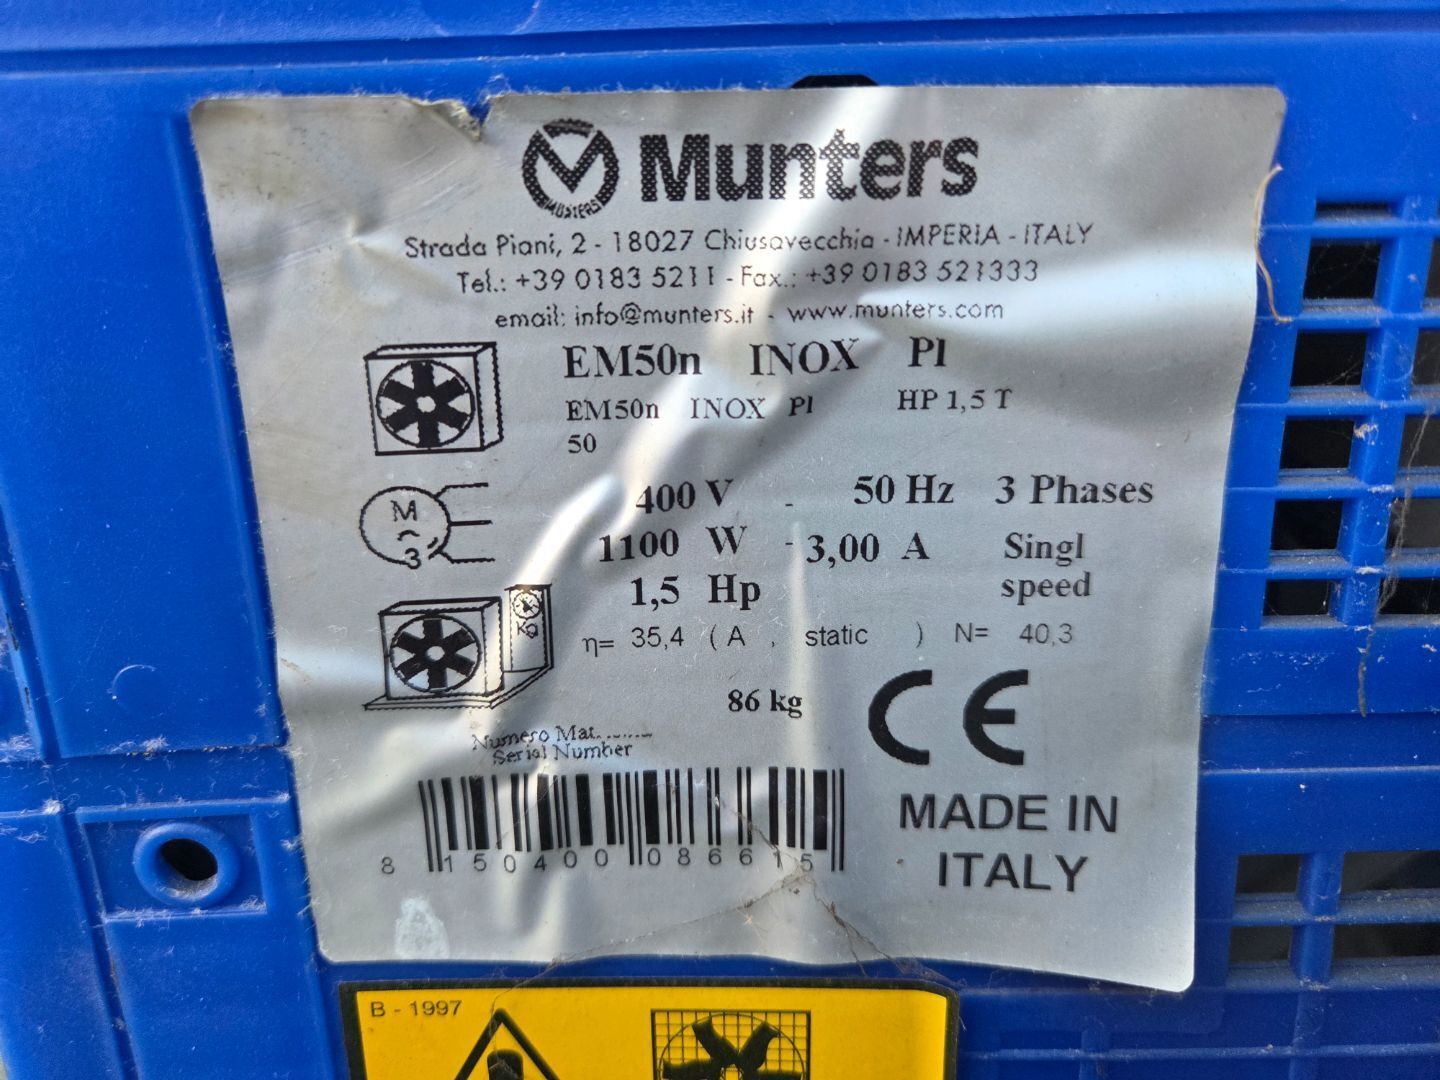 MUNTERS
Munters
Strada Piani, 2 - 18027 Chiusavecchia - IMPERIA - ITALY
Tel.: +39 0183 5211 - Fax.: +39 0183 521333
email: info@munters.it - www.munters.com
EM50n INOX Pl
EM50n INOX Pl HP 1,5 T
50
M
3
400 V - 50 Hz 3 Phases
1100 W - 3,00 A Singl
1,5 Hp speed
Kg
η= 35,4 ( A , static ) N= 40,3
86 kg
Numero
Serial Number
CE
8 150400 086615
MADE IN
ITALY
B - 1997